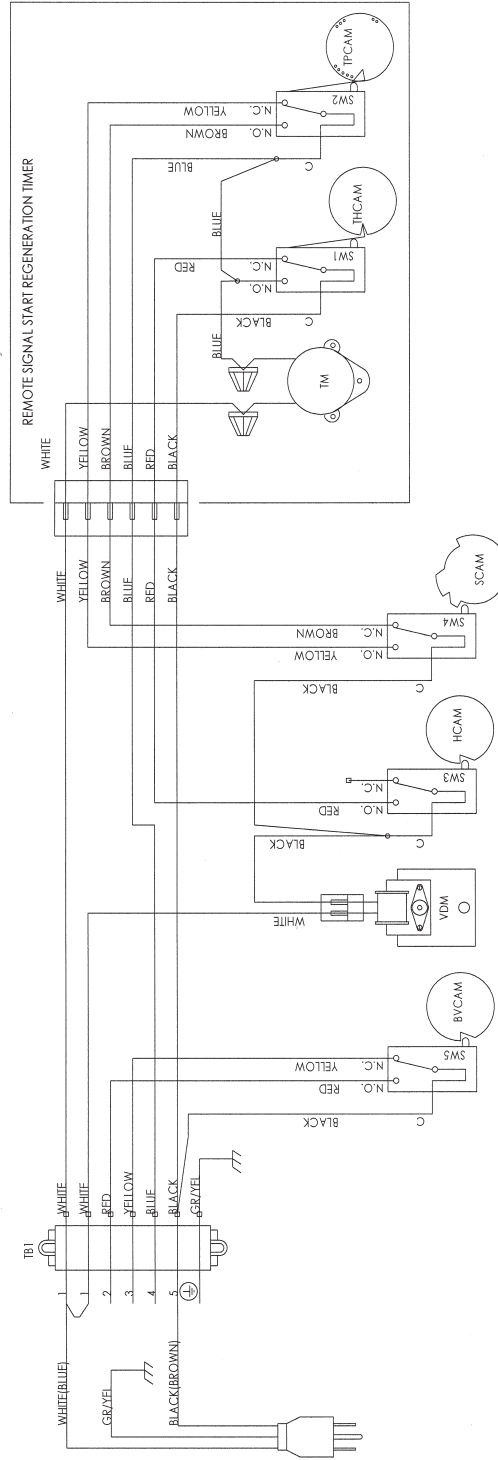 REMOTE SIGNAL START REGENERATION TIMER
TPCAM
SW2
YELLOW
N.C.
BROWN
N.O.
BLUE
C
BLUE
THCAM
SW1
RED
N.C.
N.O.
BLACK
C
BLUE
TM
WHITE
YELLOW
BROWN
BLUE
RED
BLACK
WHITE
YELLOW
BROWN
BLUE
RED
BLACK
SCAM
SW4
BROWN
N.C.
YELLOW
N.O.
BLACK
C
HCAM
SW3
N.C.
RED
N.O.
BLACK
C
VDM
WHITE
BVCAM
SW5
YELLOW
N.C.
RED
N.O.
BLACK
C
TB1
WHITE
WHITE
RED
YELLOW
BLUE
BLACK
GR/YEL
1
1
2
3
4
5
WHITE(BLUE)
GR/YEL
BLACK(BROWN)